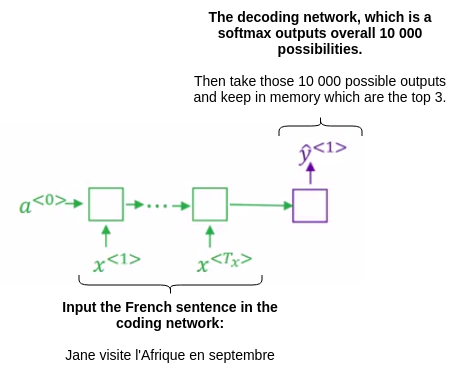 The decoding network, which is a
softmax outputs overall 10 000
possibilities.
Then take those 10 000 possible outputs
and keep in memory which are the top 3.
ŷ<1>
a<0>
...
x<1>
x<Tx>
Input the French sentence in the
coding network:
Jane visite l'Afrique en septembre